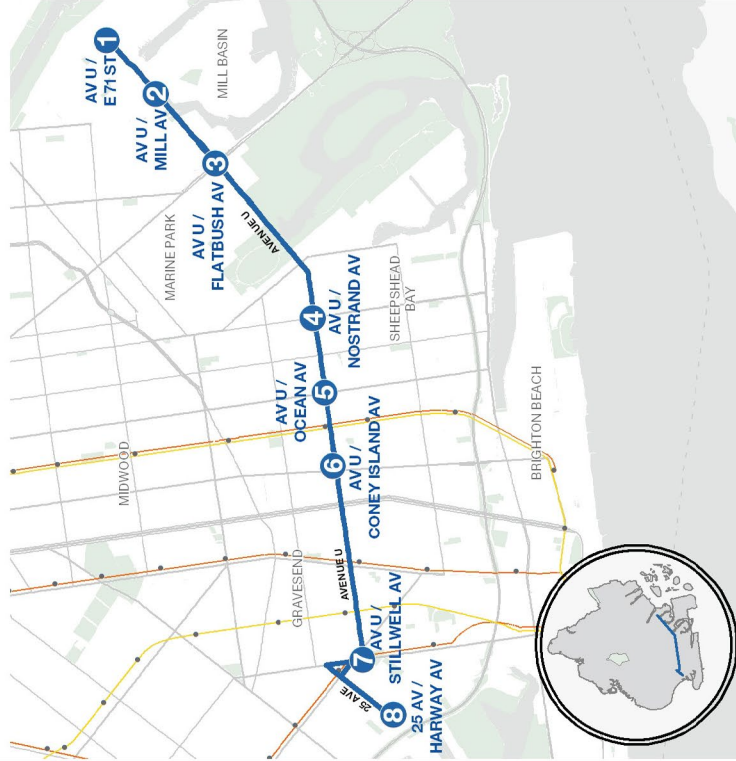 1
AV U /
E 71 ST
2
AV U /
MILL AV
MILL BASIN
3
AV U /
FLATBUSH AV
MARINE PARK
AVENUE U
4
AV U /
NOSTRAND AV
SHEEPSHEAD
BAY
5
AV U /
OCEAN AV
6
AV U /
CONEY ISLAND AV
MIDWOOD
BRIGHTON BEACH
GRAVESEND
AVENUE U
7
AV U /
STILLWELL AV
25 AVE
8
25 AV /
HARWAY AV